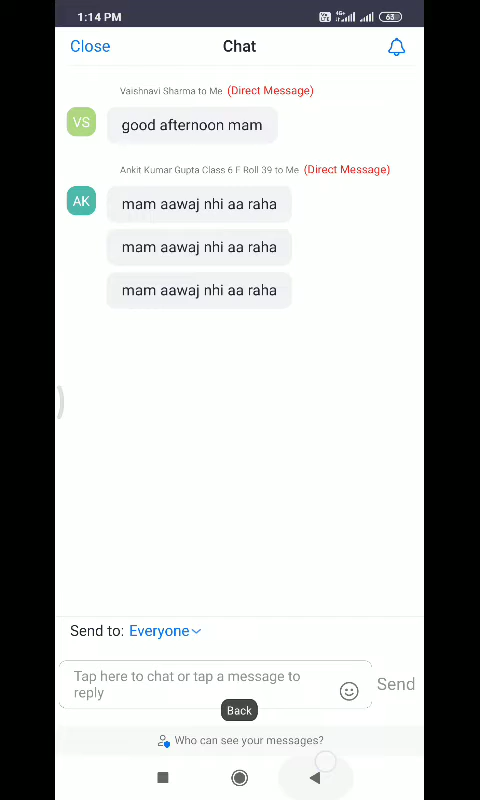 1:14 PM
4G+
63
Close
Chat
Vaishnavi Sharma to Me (Direct Message)
VS
good afternoon mam
Ankit Kumar Gupta Class 6 F Roll 39 to Me (Direct Message)
AK
mam aawaj nhi aa raha
mam aawaj nhi aa raha
mam aawaj nhi aa raha
Send to: Everyone
Tap here to chat or tap a message to
reply
Send
Back
Who can see your messages?